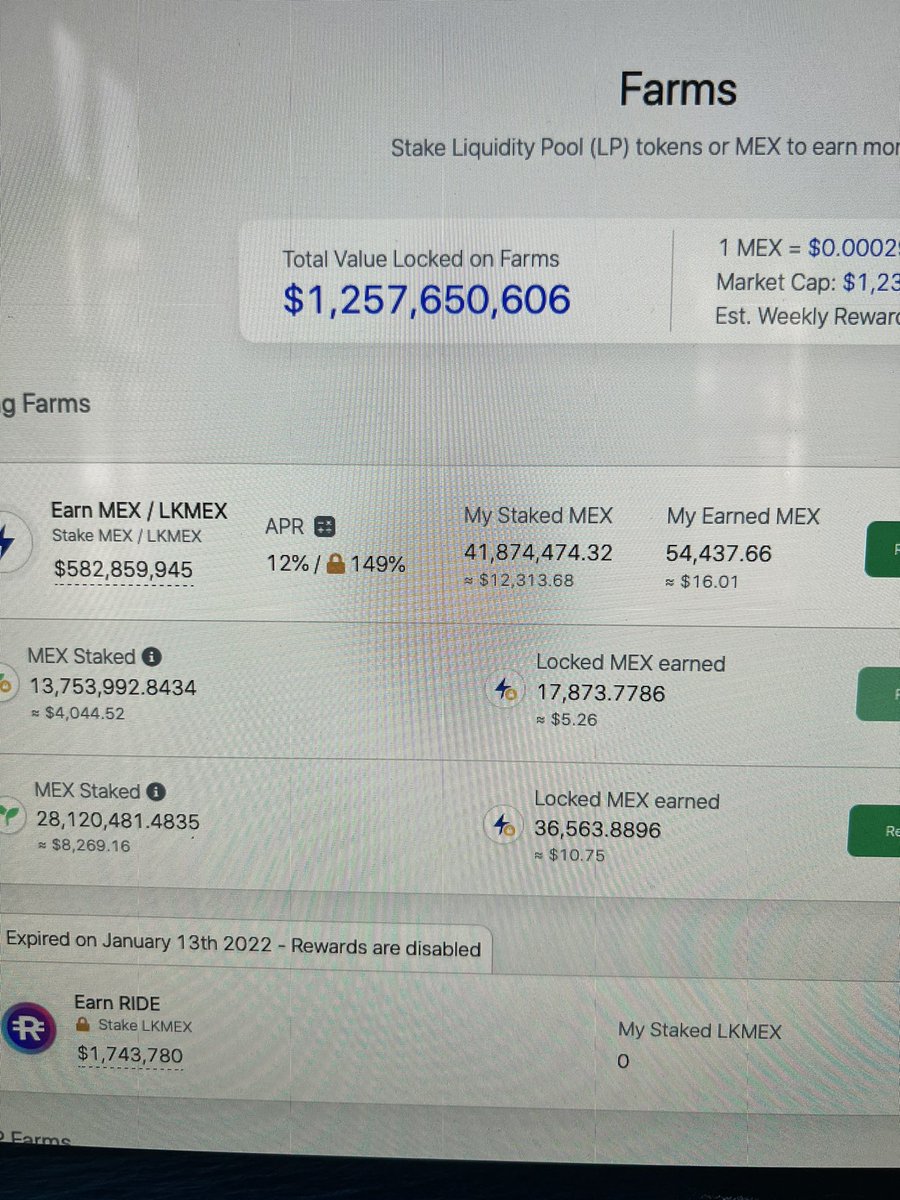 Farms
Stake Liquidity Pool (LP) tokens or MEX to earn mor
Total Value Locked on Farms
$1,257,650,606
1 MEX = $0.00029
Market Cap: $1,23
Est. Weekly Reward
g Farms
Earn MEX / LKMEX
Stake MEX / LKMEX
$582,859,945
APR
12% / 🔒 149%
My Staked MEX
41,874,474.32
≈ $12,313.68
My Earned MEX
54,437.66
≈ $16.01
MEX Staked
13,753,992.8434
≈ $4,044.52
Locked MEX earned
17,873.7786
≈ $5.26
MEX Staked
28,120,481.4835
≈ $8,269.16
Locked MEX earned
36,563.8896
≈ $10.75
Re
Expired on January 13th 2022 - Rewards are disabled
Earn RIDE
Stake LKMEX
$1,743,780
My Staked LKMEX
0
Farms